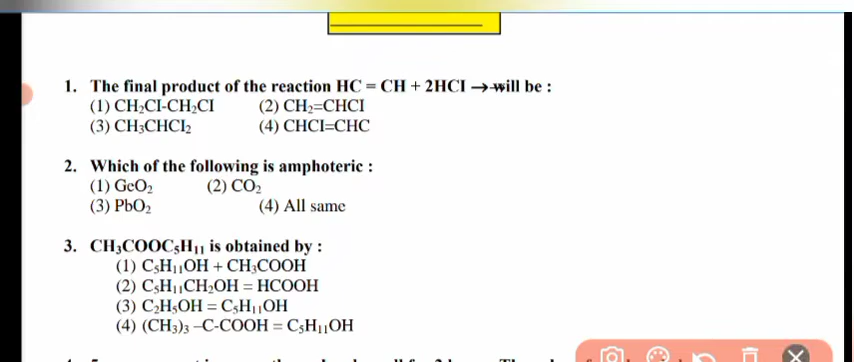 1. The final product of the reaction HC = CH + 2HCI → will be :
(1) CH₂CI-CH₂CI (2) CH₂=CHCI
(3) CH₃CHCI₂ (4) CHCI=CHC
2. Which of the following is amphoteric :
(1) GeO₂ (2) CO₂
(3) PbO₂ (4) All same
3. CH₃COOC₅H₁₁ is obtained by :
(1) C₅H₁₁OH + CH₃COOH
(2) C₅H₁₁CH₂OH = HCOOH
(3) C₂H₅OH = C₅H₁₁OH
(4) (CH₃)₃ –C-COOH = C₅H₁₁OH